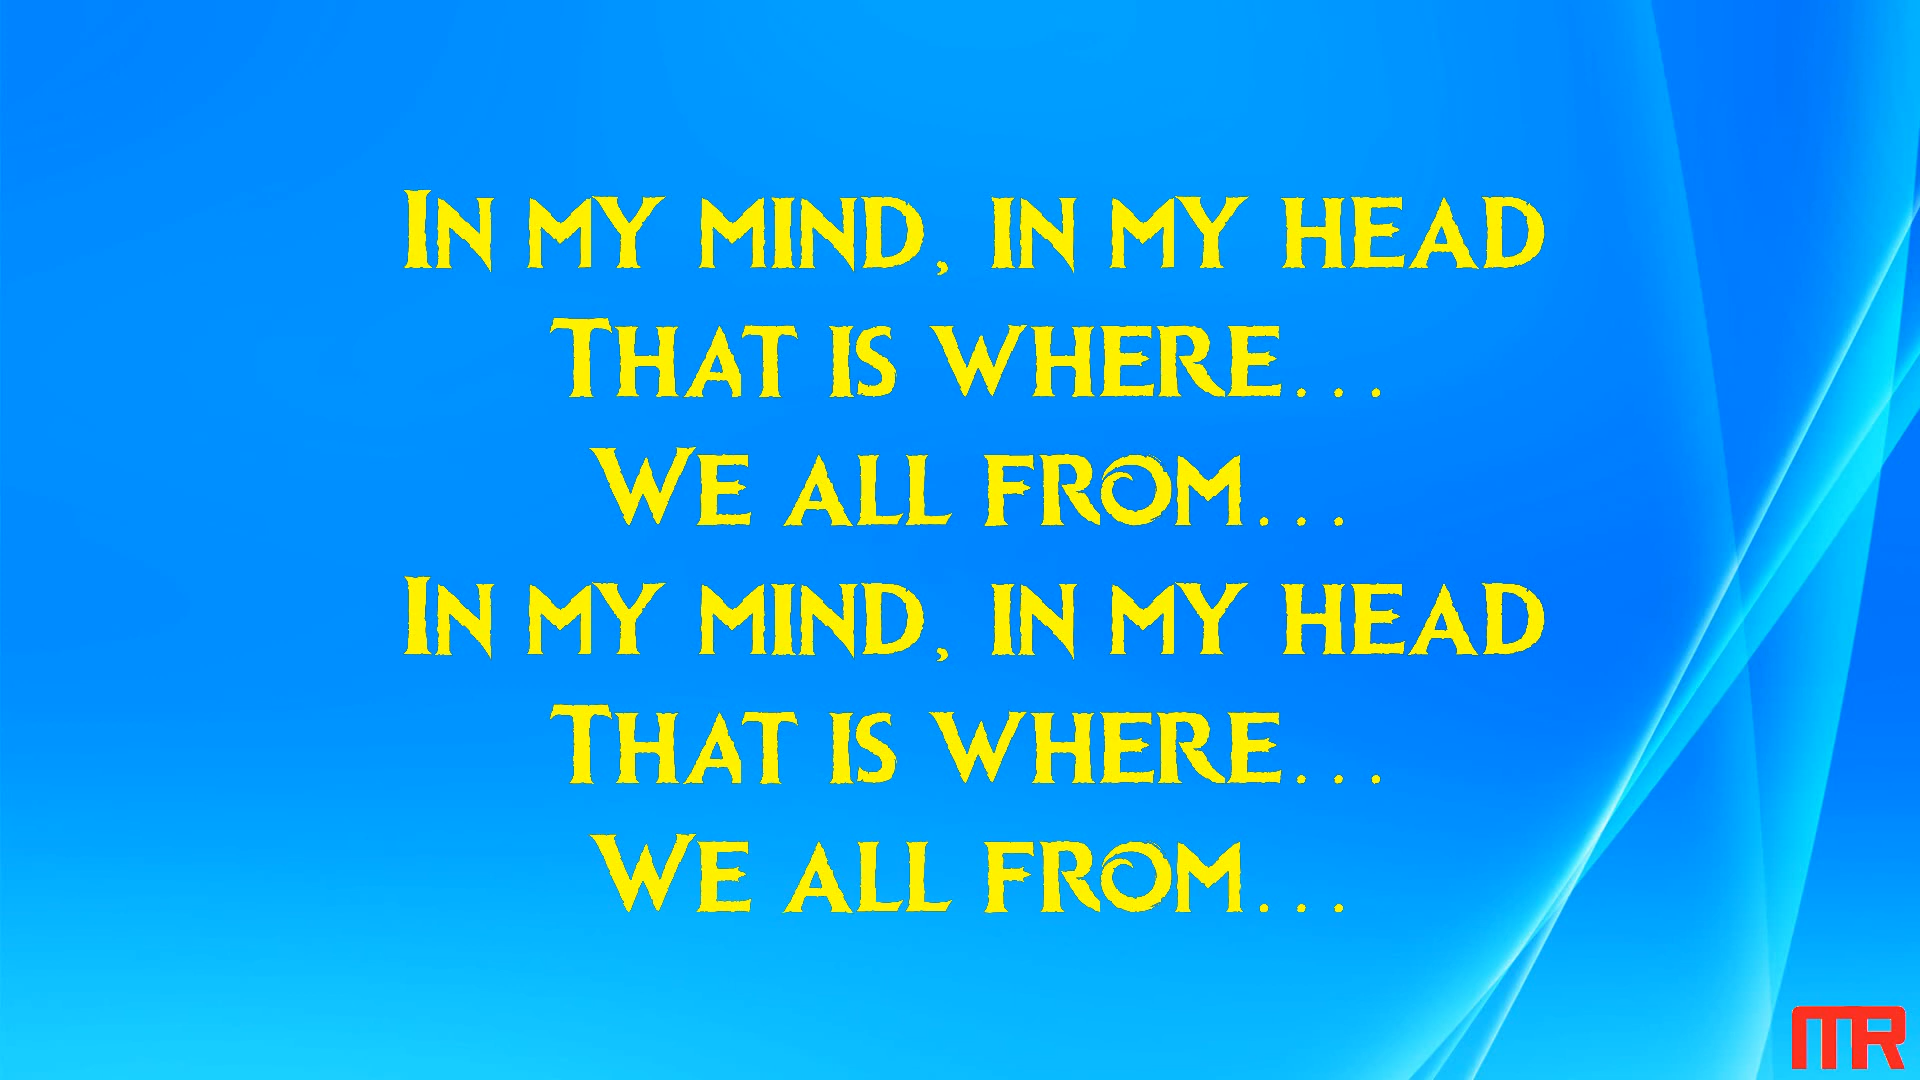 In my mind, in my head
That is where...
We all from...
In my mind, in my head
That is where...
We all from...
MR